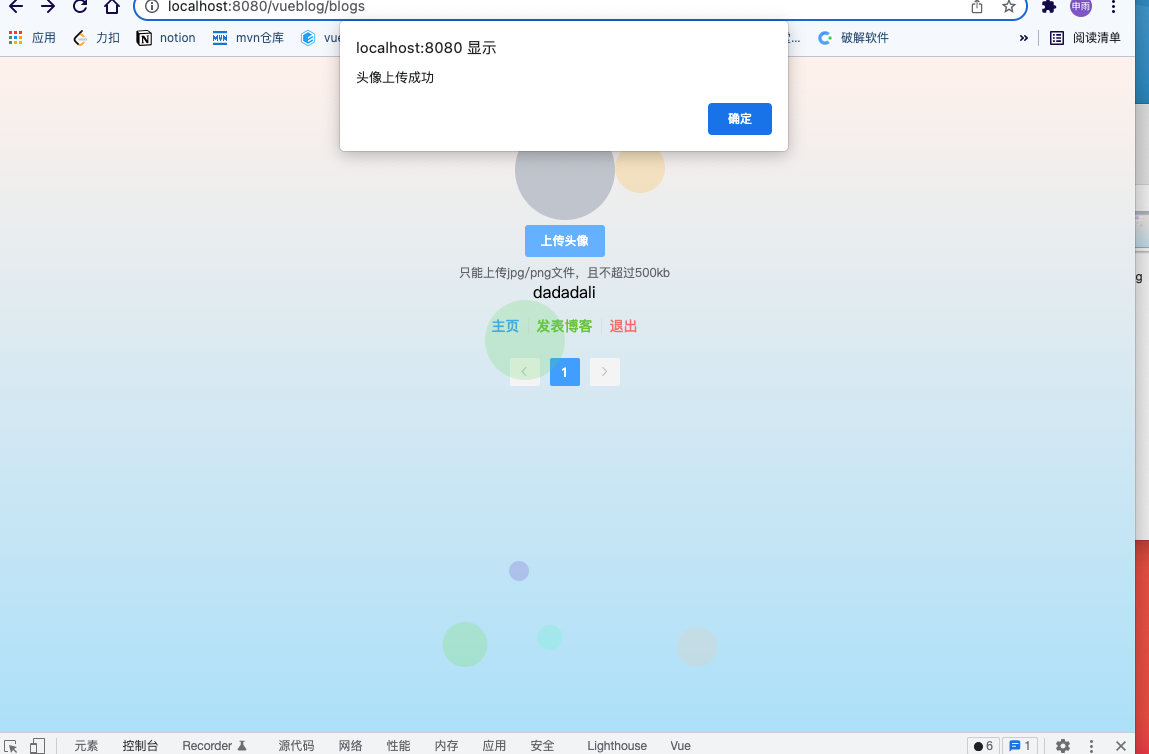 localhost:8080/vueblog/blogs
申雨
应用 力扣 notion mvn仓库 vue 破解软件 » 阅读清单
localhost:8080 显示
头像上传成功
确定
上传头像
只能上传jpg/png文件，且不超过500kb
dadadali
主页 发表博客 退出
1
g
元素 控制台 Recorder 源代码 网络 性能 内存 应用 安全 Lighthouse Vue 6 1